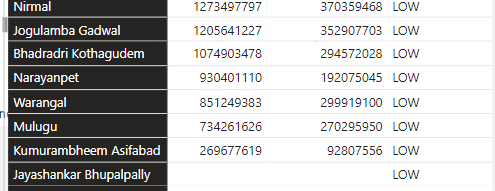 Nirmal 1273497797 370359468 LOW
Jogulamba Gadwal 1205641227 352907703 LOW
Bhadradri Kothagudem 1074903478 294572028 LOW
Narayanpet 930401110 192075045 LOW
Warangal 851249383 299919100 LOW
Mulugu 734261626 270295950 LOW
Kumurambheem Asifabad 269677619 92807556 LOW
Jayashankar Bhupalpally LOW